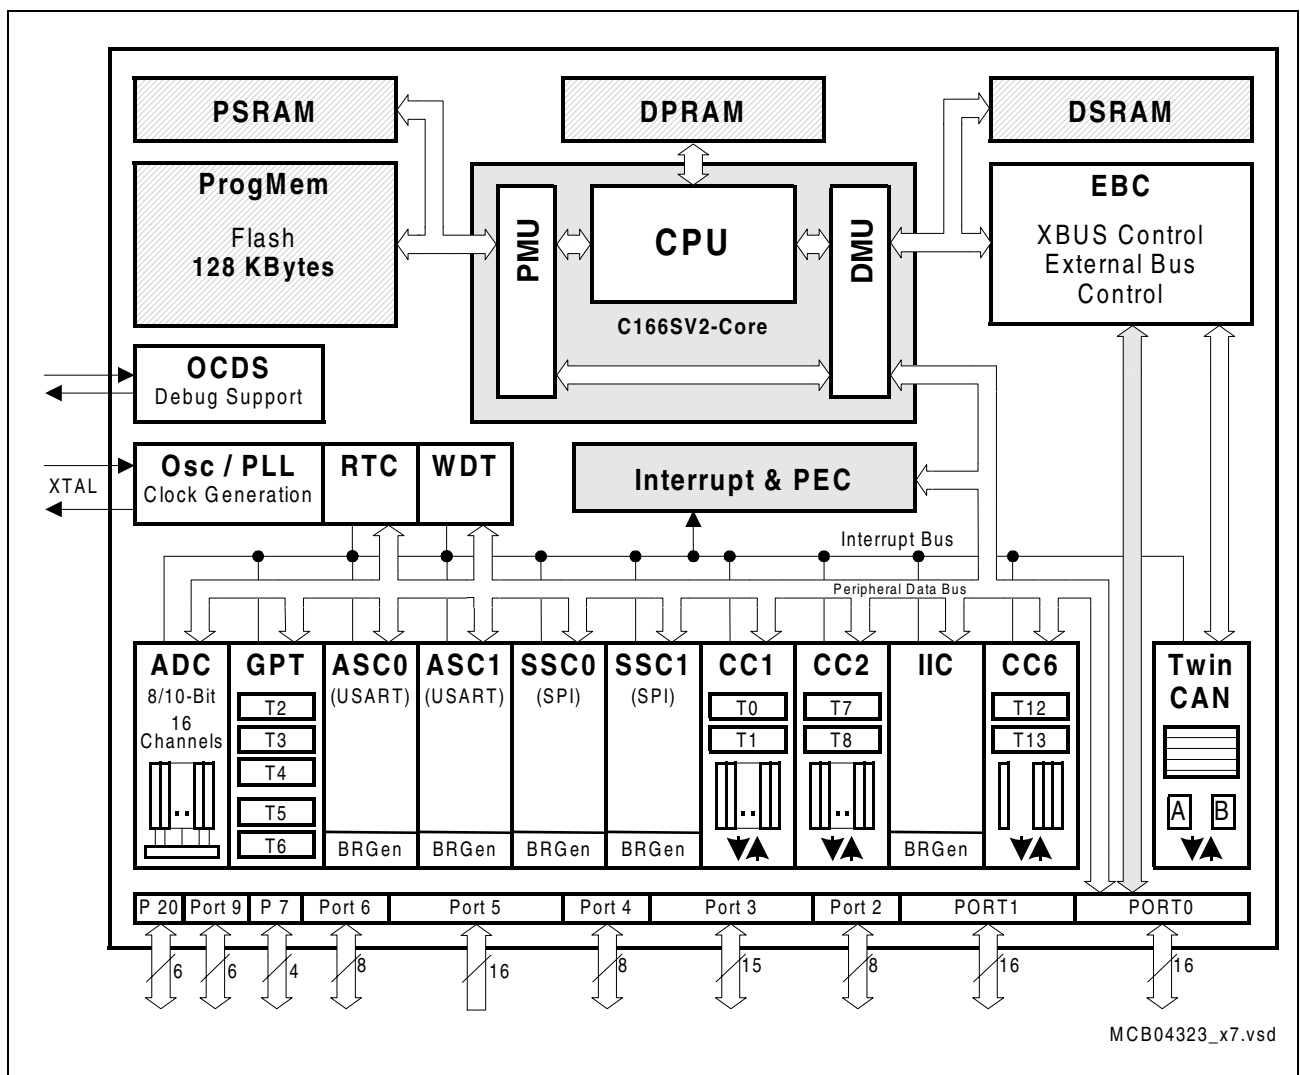 PSRAM
DPRAM
DSRAM
ProgMem
Flash
128 KBytes
PMU
CPU
DMU
C166SV2-Core
EBC
XBUS Control
External Bus
Control
OCDS
Debug Support
Osc / PLL
Clock Generation
RTC
WDT
XTAL
Interrupt & PEC
Interrupt Bus
Peripheral Data Bus
ADC
8/10-Bit
16
Channels
GPT
T2
T3
T4
T5
T6
ASC0
(USART)
BRGen
ASC1
(USART)
BRGen
SSC0
(SPI)
BRGen
SSC1
(SPI)
BRGen
CC1
T0
T1
CC2
T7
T8
IIC
BRGen
CC6
T12
T13
Twin
CAN
A
B
P 20
Port 9
P 7
Port 6
Port 5
Port 4
Port 3
Port 2
PORT1
PORT0
6
6
4
8
16
8
15
8
16
16
MCB04323_x7.vsd